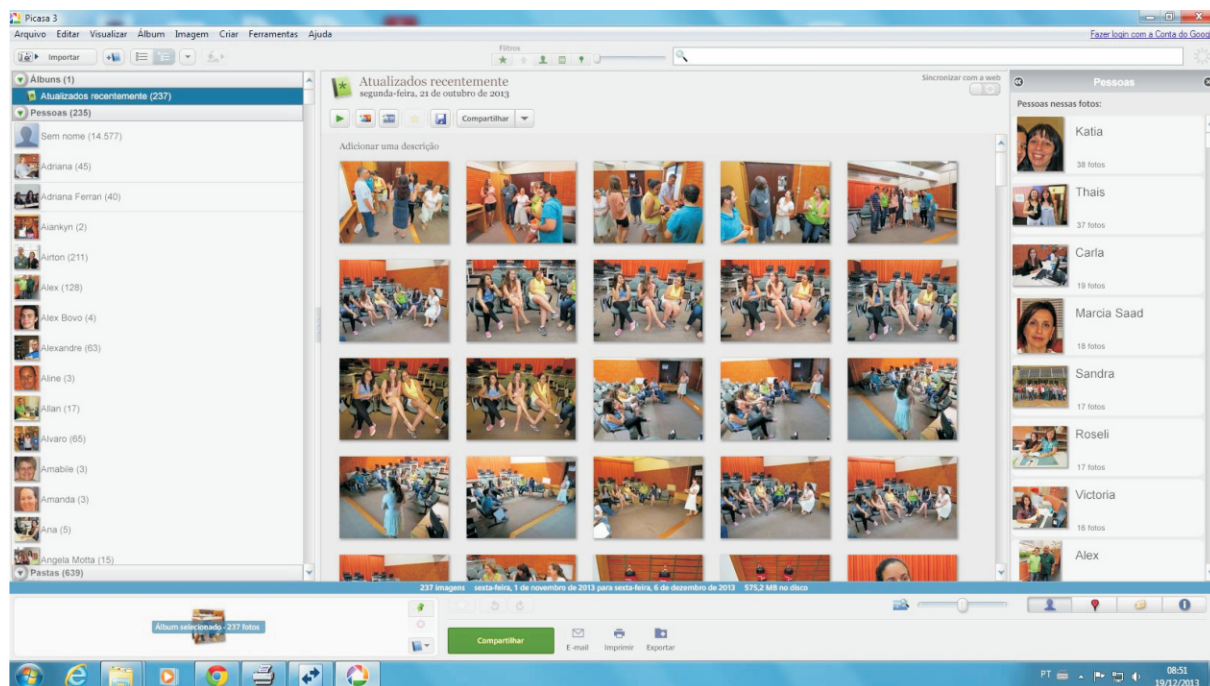 Picasa 3
Arquivo Editar Visualizar Álbum Imagem Criar Ferramentas Ajuda
Fazer login com a Conta do Googl
Importar
Filtros
Álbuns (1)
Atualizados recentemente (237)
Pessoas (235)
Sem nome (14.577)
Adriana (45)
Adriana Ferrari (40)
Aiankyn (2)
Airton (211)
Alex (128)
Alex Bovo (4)
Alexandre (63)
Aline (3)
Allan (17)
Alvaro (65)
Amabile (3)
Amanda (3)
Ana (5)
Angela Motta (15)
Pastas (639)
Atualizados recentemente
segunda-feira, 21 de outubro de 2013
Sincronizar com a web
Compartilhar
Adicionar uma descrição
Pessoas
Pessoas nessas fotos:
Katia
38 fotos
Thais
37 fotos
Carla
19 fotos
Marcia Saad
18 fotos
Sandra
17 fotos
Roseli
17 fotos
Victoria
16 fotos
Alex
237 imagens sexta-feira, 1 de novembro de 2013 para sexta-feira, 6 de dezembro de 2013 575,2 MB no disco
Álbum selecionado - 237 fotos
Compartilhar
E-mail Imprimir Exportar
PT
08:51
19/12/2013